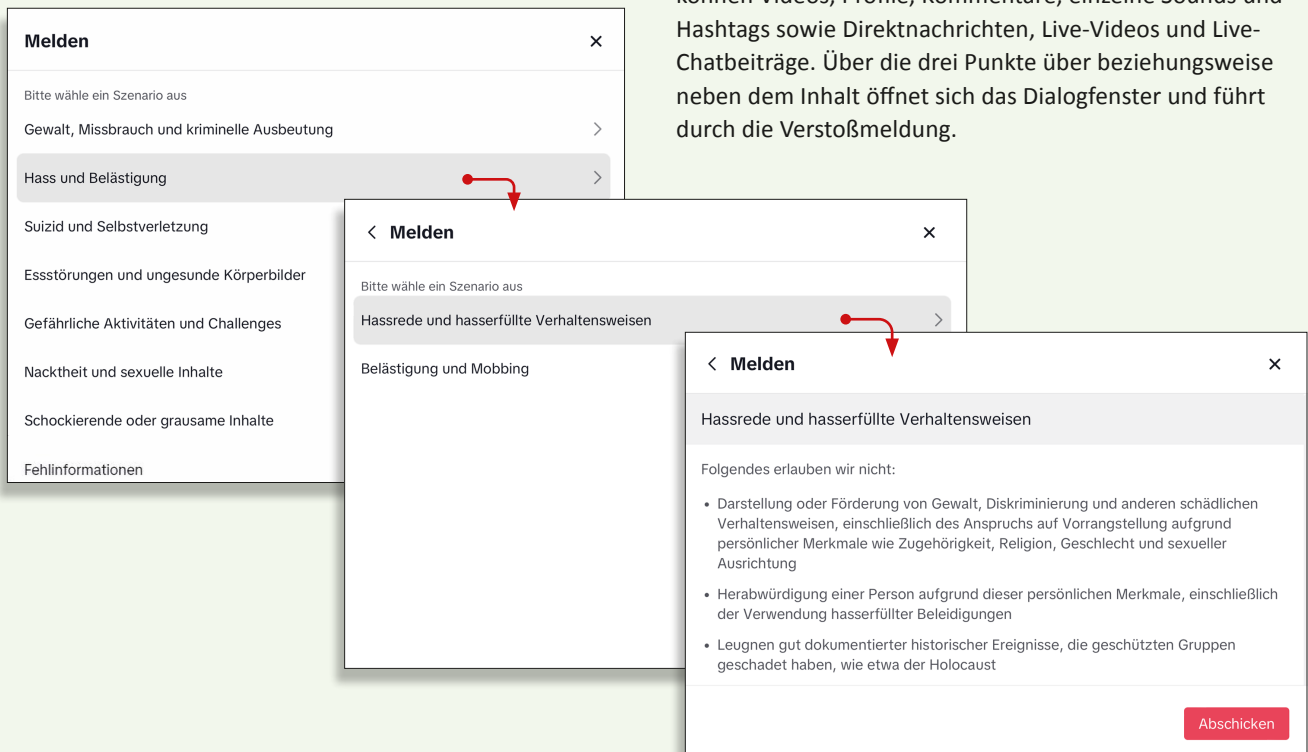 können Videos, Profile, Kommentare, einzelne Sounds und
Hashtags sowie Direktnachrichten, Live-Videos und Live-
Chatbeiträge. Über die drei Punkte über beziehungsweise
neben dem Inhalt öffnet sich das Dialogfenster und führt
durch die Verstoßmeldung.
Melden
Bitte wähle ein Szenario aus
Gewalt, Missbrauch und kriminelle Ausbeutung
Hass und Belästigung
Suizid und Selbstverletzung
Essstörungen und ungesunde Körperbilder
Gefährliche Aktivitäten und Challenges
Nacktheit und sexuelle Inhalte
Schockierende oder grausame Inhalte
Fehlinformationen
Melden
Bitte wähle ein Szenario aus
Hassrede und hasserfüllte Verhaltensweisen
Belästigung und Mobbing
Melden
Hassrede und hasserfüllte Verhaltensweisen
Folgendes erlauben wir nicht:
• Darstellung oder Förderung von Gewalt, Diskriminierung und anderen schädlichen
Verhaltensweisen, einschließlich des Anspruchs auf Vorrangstellung aufgrund
persönlicher Merkmale wie Zugehörigkeit, Religion, Geschlecht und sexueller
Ausrichtung
• Herabwürdigung einer Person aufgrund dieser persönlichen Merkmale, einschließlich
der Verwendung hasserfüllter Beleidigungen
• Leugnen gut dokumentierter historischer Ereignisse, die geschützten Gruppen
geschadet haben, wie etwa der Holocaust
Abschicken